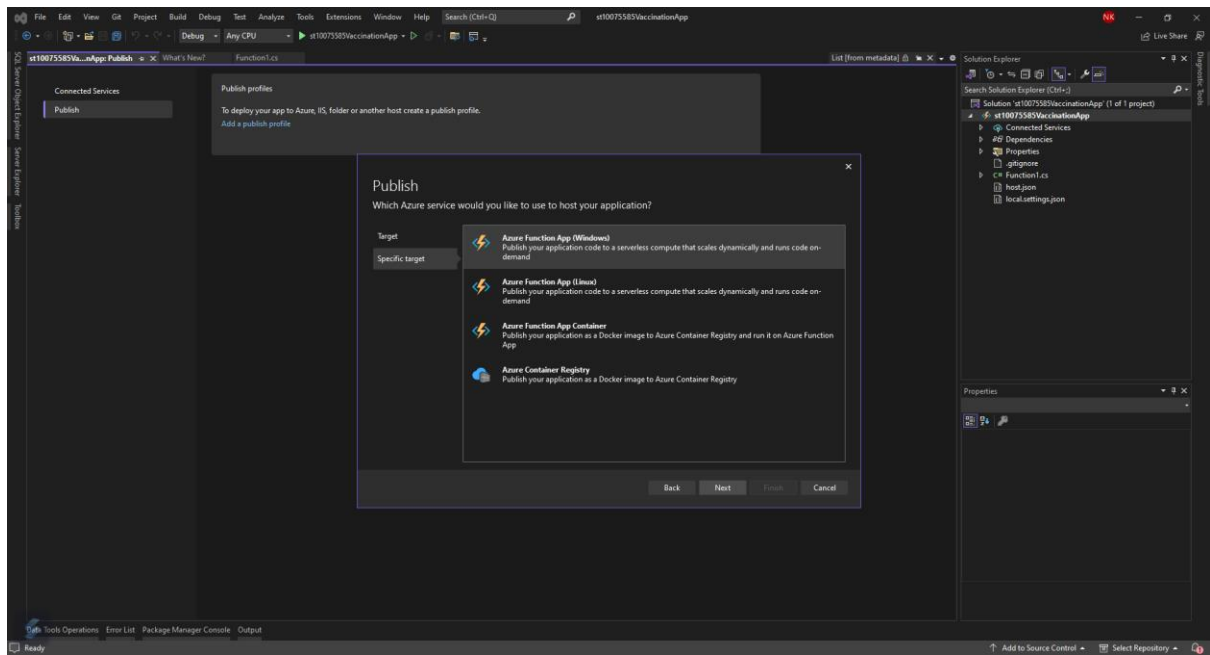 File Edit View Git Project Build Debug Test Analyze Tools Extensions Window Help Search (Ctrl+Q) st10075585VaccinationApp NK
Debug Any CPU st10075585VaccinationApp Live Share
st10075585Va...nApp: Publish What's New? Function1.cs List [from metadata]
SQL Server Object Explorer
Server Explorer
Toolbox
Connected Services
Publish
Publish profiles
To deploy your app to Azure, IIS, folder or another host create a publish profile.
Add a publish profile
Publish
Which Azure service would you like to use to host your application?
Target
Specific target
Azure Function App (Windows)
Publish your application code to a serverless compute that scales dynamically and runs code on-
demand
Azure Function App (Linux)
Publish your application code to a serverless compute that scales dynamically and runs code on-
demand
Azure Function App Container
Publish your application as a Docker image to Azure Container Registry and run it on Azure Function
App
Azure Container Registry
Publish your application as a Docker image to Azure Container Registry
Back Next Finish Cancel
Solution Explorer
Search Solution Explorer (Ctrl+;)
Solution 'st10075585VaccinationApp' (1 of 1 project)
st10075585VaccinationApp
Connected Services
Dependencies
Properties
.gitignore
C# Function1.cs
host.json
local.settings.json
Properties
Diagnostic Tools
Data Tools Operations Error List Package Manager Console Output
Ready Add to Source Control Select Repository